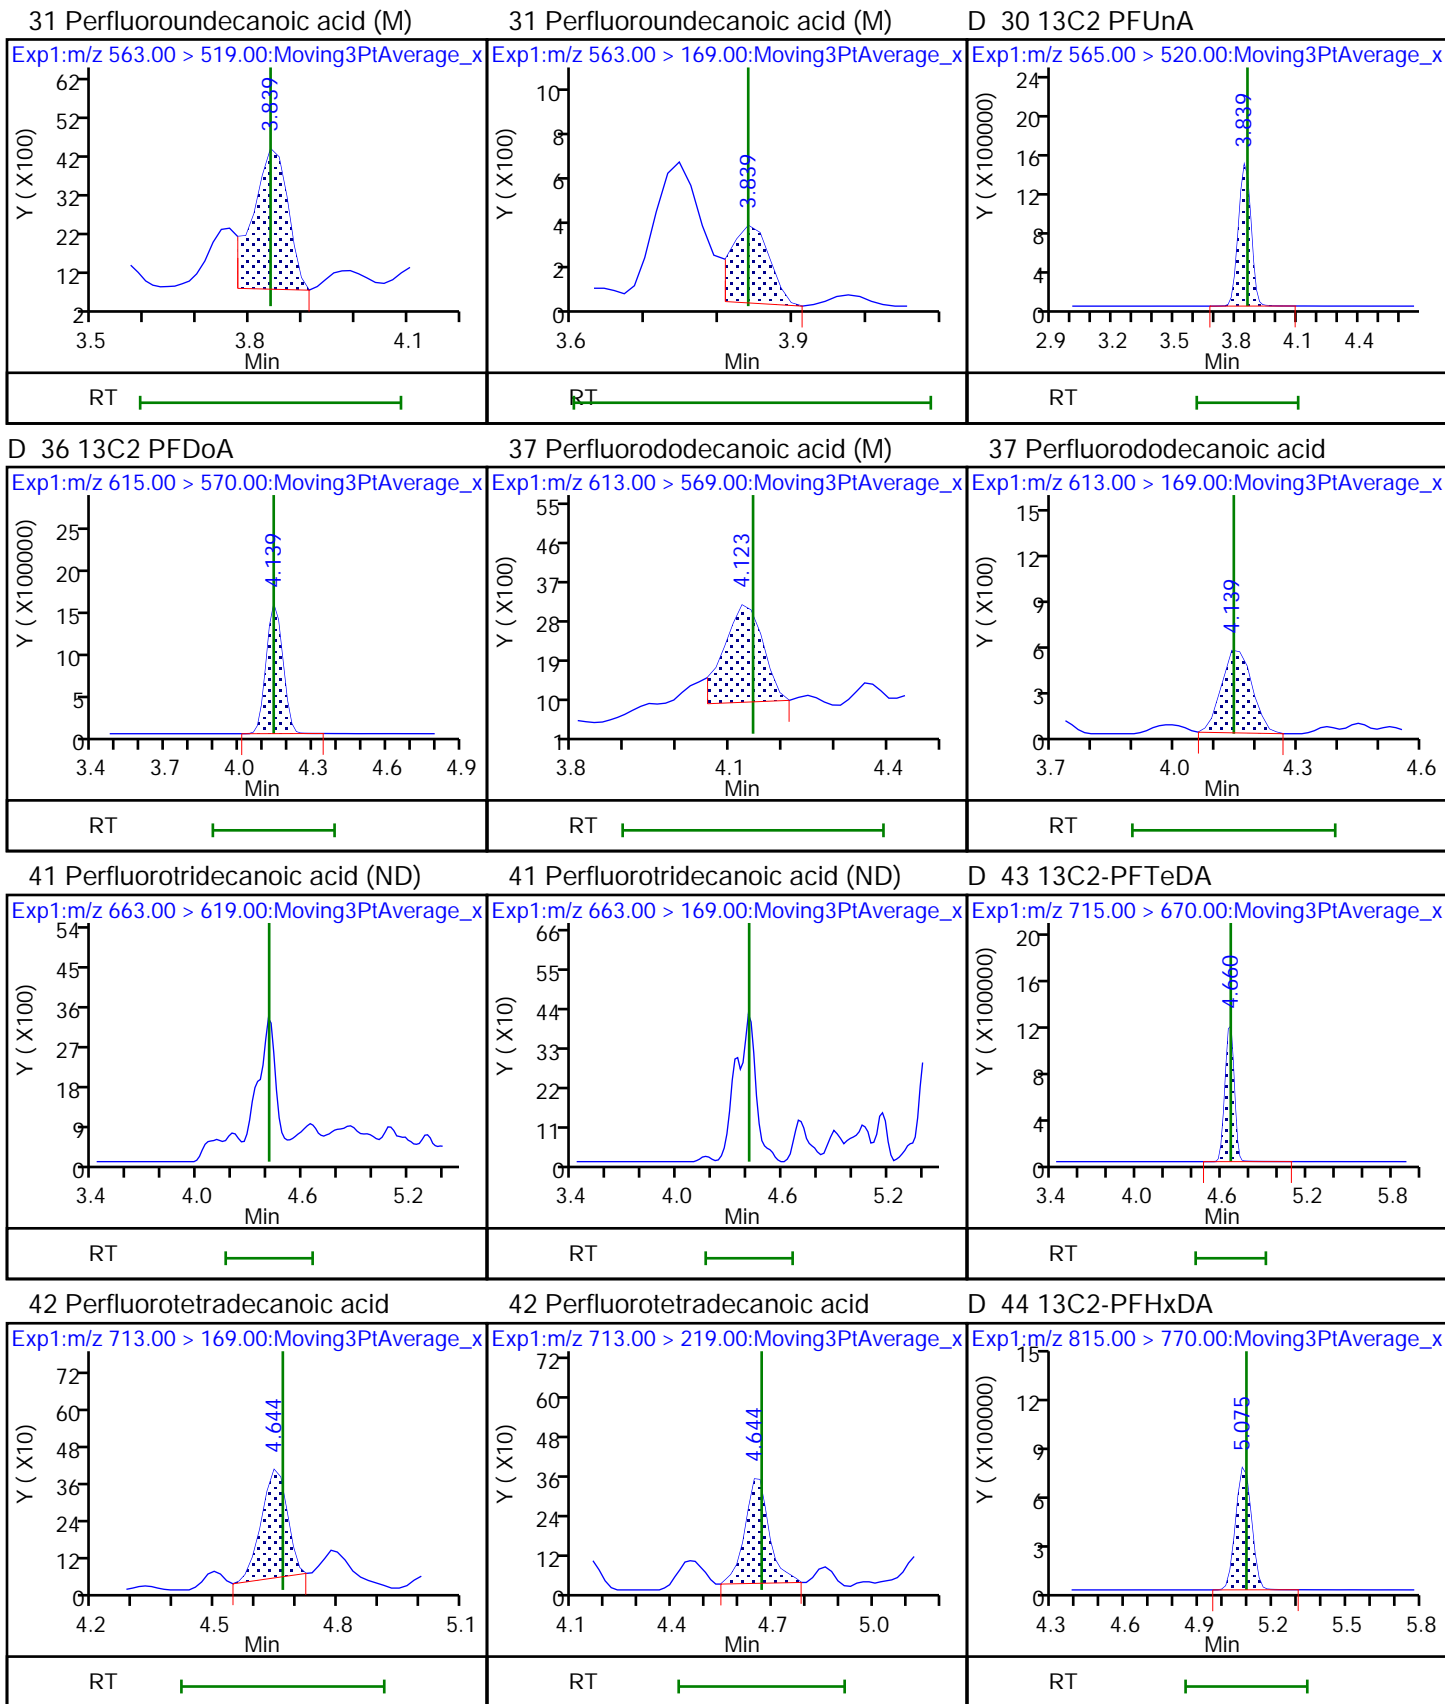 31 Perfluoroundecanoic acid (M)
Exp1:m/z 563.00 > 519.00:Moving3PtAverage_x
Y ( X100)
62
52
42
32
22
12
2
3.839
3.5 3.8 4.1
Min
RT
31 Perfluoroundecanoic acid (M)
Exp1:m/z 563.00 > 169.00:Moving3PtAverage_x
Y ( X100)
10
8
6
4
2
0
3.839
3.6 3.9
Min
RT
D 30 13C2 PFUnA
Exp1:m/z 565.00 > 520.00:Moving3PtAverage_x
Y ( X100000)
24
20
16
12
8
4
0
3.839
2.9 3.2 3.5 3.8 4.1 4.4
Min
RT
D 36 13C2 PFDoA
Exp1:m/z 615.00 > 570.00:Moving3PtAverage_x
Y ( X100000)
25
20
15
10
5
0
4.139
3.4 3.7 4.0 4.3 4.6 4.9
Min
RT
37 Perfluorododecanoic acid (M)
Exp1:m/z 613.00 > 569.00:Moving3PtAverage_x
Y ( X100)
55
46
37
28
19
10
1
4.123
3.8 4.1 4.4
Min
RT
37 Perfluorododecanoic acid
Exp1:m/z 613.00 > 169.00:Moving3PtAverage_x
Y ( X100)
15
12
9
6
3
0
4.139
3.7 4.0 4.3 4.6
Min
RT
41 Perfluorotridecanoic acid (ND)
Exp1:m/z 663.00 > 619.00:Moving3PtAverage_x
Y ( X100)
54
45
36
27
18
9
0
3.4 4.0 4.6 5.2
Min
RT
41 Perfluorotridecanoic acid (ND)
Exp1:m/z 663.00 > 169.00:Moving3PtAverage_x
Y ( X10)
66
55
44
33
22
11
0
3.4 4.0 4.6 5.2
Min
RT
D 43 13C2-PFTeDA
Exp1:m/z 715.00 > 670.00:Moving3PtAverage_x
Y ( X100000)
20
16
12
8
4
0
4.660
3.4 4.0 4.6 5.2 5.8
Min
RT
42 Perfluorotetradecanoic acid
Exp1:m/z 713.00 > 169.00:Moving3PtAverage_x
Y ( X10)
72
60
48
36
24
12
0
4.644
4.2 4.5 4.8 5.1
Min
RT
42 Perfluorotetradecanoic acid
Exp1:m/z 713.00 > 219.00:Moving3PtAverage_x
Y ( X10)
72
60
48
36
24
12
0
4.644
4.1 4.4 4.7 5.0
Min
RT
D 44 13C2-PFHxDA
Exp1:m/z 815.00 > 770.00:Moving3PtAverage_x
Y ( X100000)
15
12
9
6
3
0
5.075
4.3 4.6 4.9 5.2 5.5 5.8
Min
RT